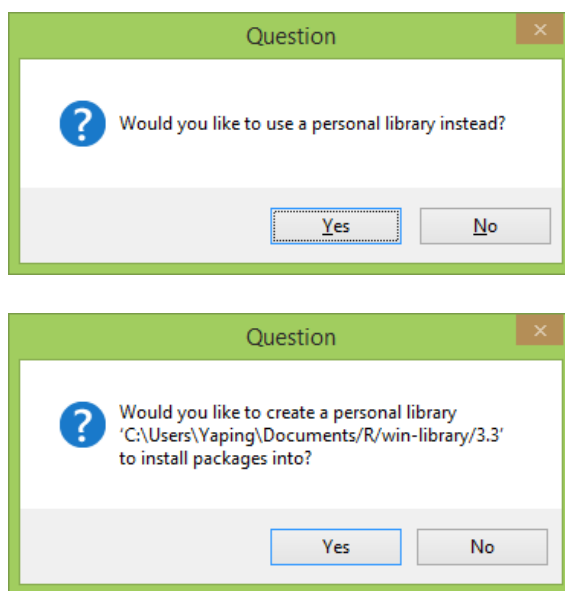 Question
Would you like to use a personal library instead?
Yes
No
Question
Would you like to create a personal library
'C:\Users\Yaping\Documents/R/win-library/3.3'
to install packages into?
Yes
No